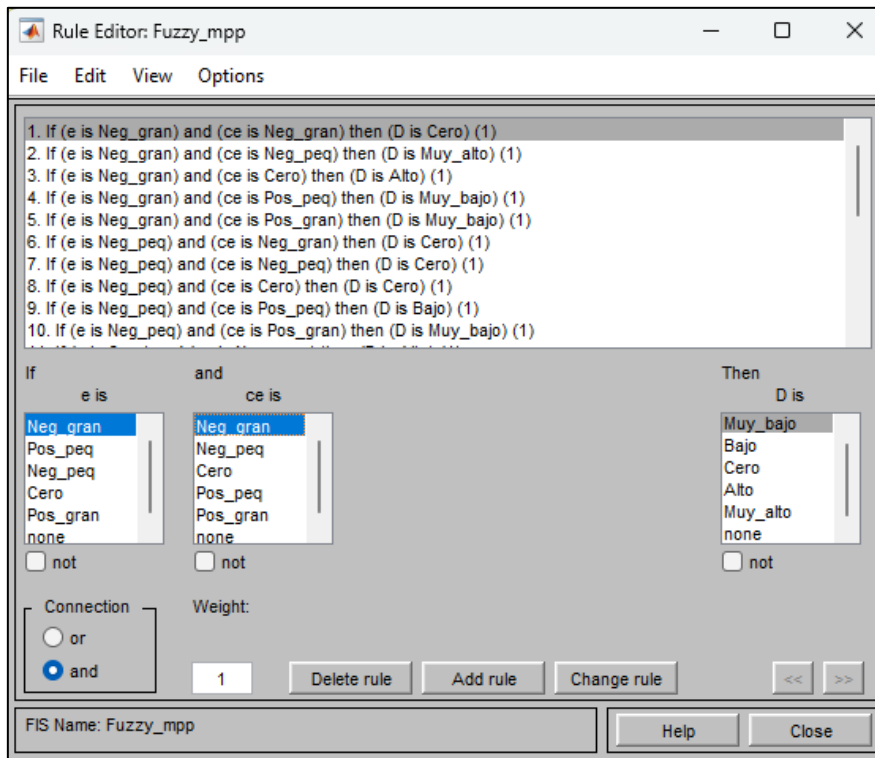 Rule Editor: Fuzzy_mpp
File Edit View Options
1. If (e is Neg_gran) and (ce is Neg_gran) then (D is Cero) (1)
2. If (e is Neg_gran) and (ce is Neg_peq) then (D is Muy_alto) (1)
3. If (e is Neg_gran) and (ce is Cero) then (D is Alto) (1)
4. If (e is Neg_gran) and (ce is Pos_peq) then (D is Muy_bajo) (1)
5. If (e is Neg_gran) and (ce is Pos_gran) then (D is Muy_bajo) (1)
6. If (e is Neg_peq) and (ce is Neg_gran) then (D is Cero) (1)
7. If (e is Neg_peq) and (ce is Neg_peq) then (D is Cero) (1)
8. If (e is Neg_peq) and (ce is Cero) then (D is Cero) (1)
9. If (e is Neg_peq) and (ce is Pos_peq) then (D is Bajo) (1)
10. If (e is Neg_peq) and (ce is Pos_gran) then (D is Muy_bajo) (1)
If and Then
e is ce is D is
Neg_gran Neg_gran Muy_bajo
Pos_peq Neg_peq Bajo
Neg_peq Cero Cero
Cero Pos_peq Alto
Pos_gran Pos_gran Muy_alto
none none none
not not not
Connection Weight:
or
and 1 Delete rule Add rule Change rule << >>
FIS Name: Fuzzy_mpp Help Close